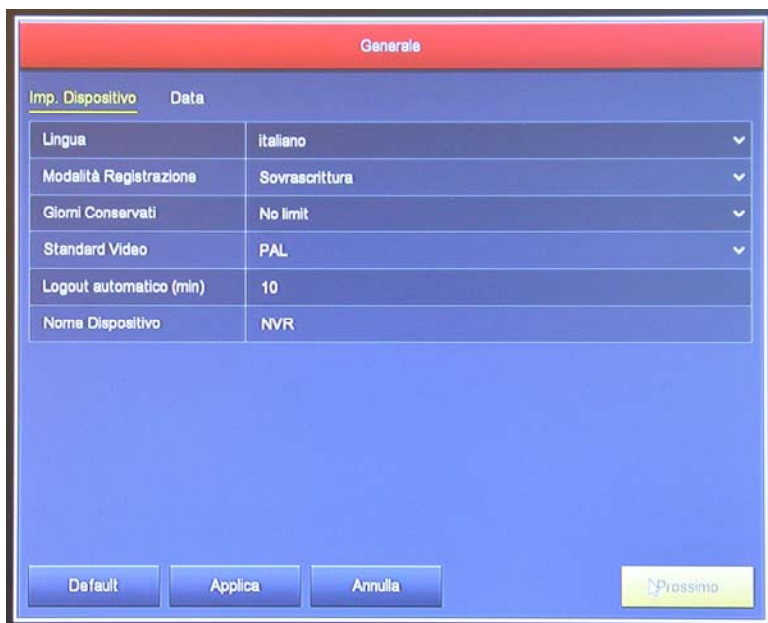 Generale
Imp. Dispositivo Data
Lingua italiano
Modalità Registrazione Sovrascrittura
Giorni Conservati No limit
Standard Video PAL
Logout automatico (min) 10
Nome Dispositivo NVR
Default Applica Annulla Prossimo